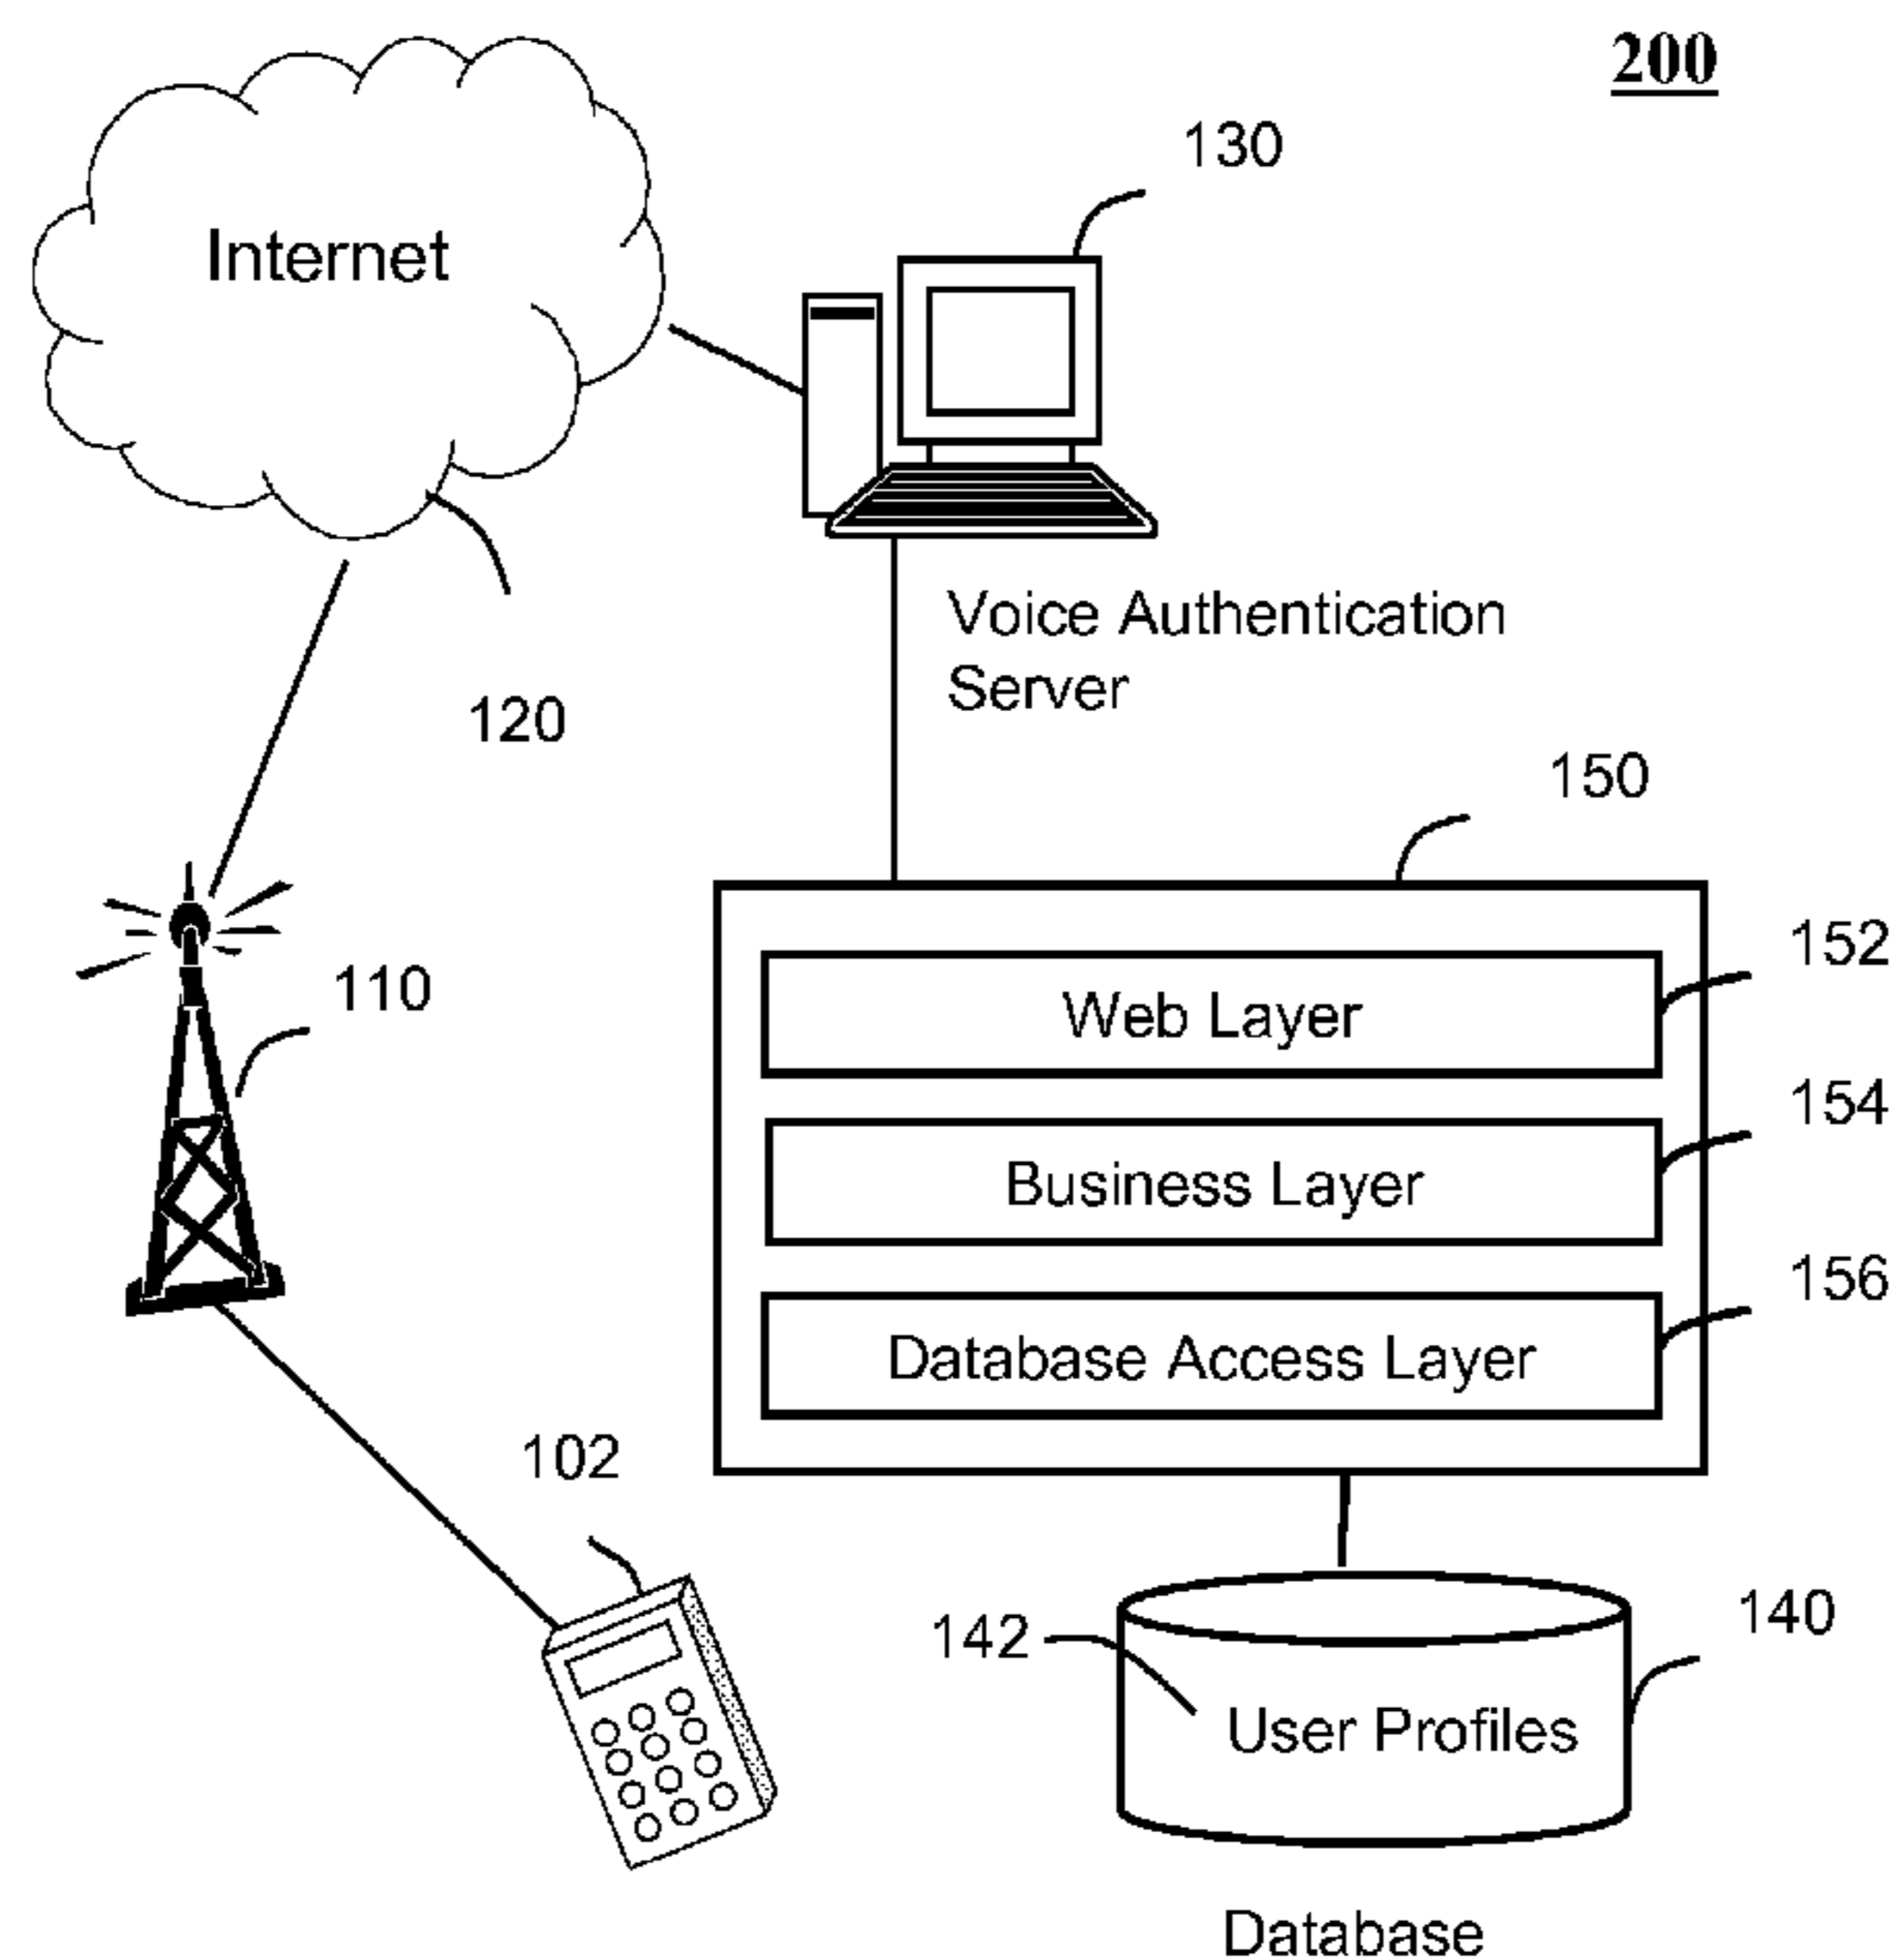 200
130
Internet
Voice Authentication
Server
120
150
152
Web Layer
110
154
Business Layer
156
Database Access Layer
102
142
140
User Profiles
Database